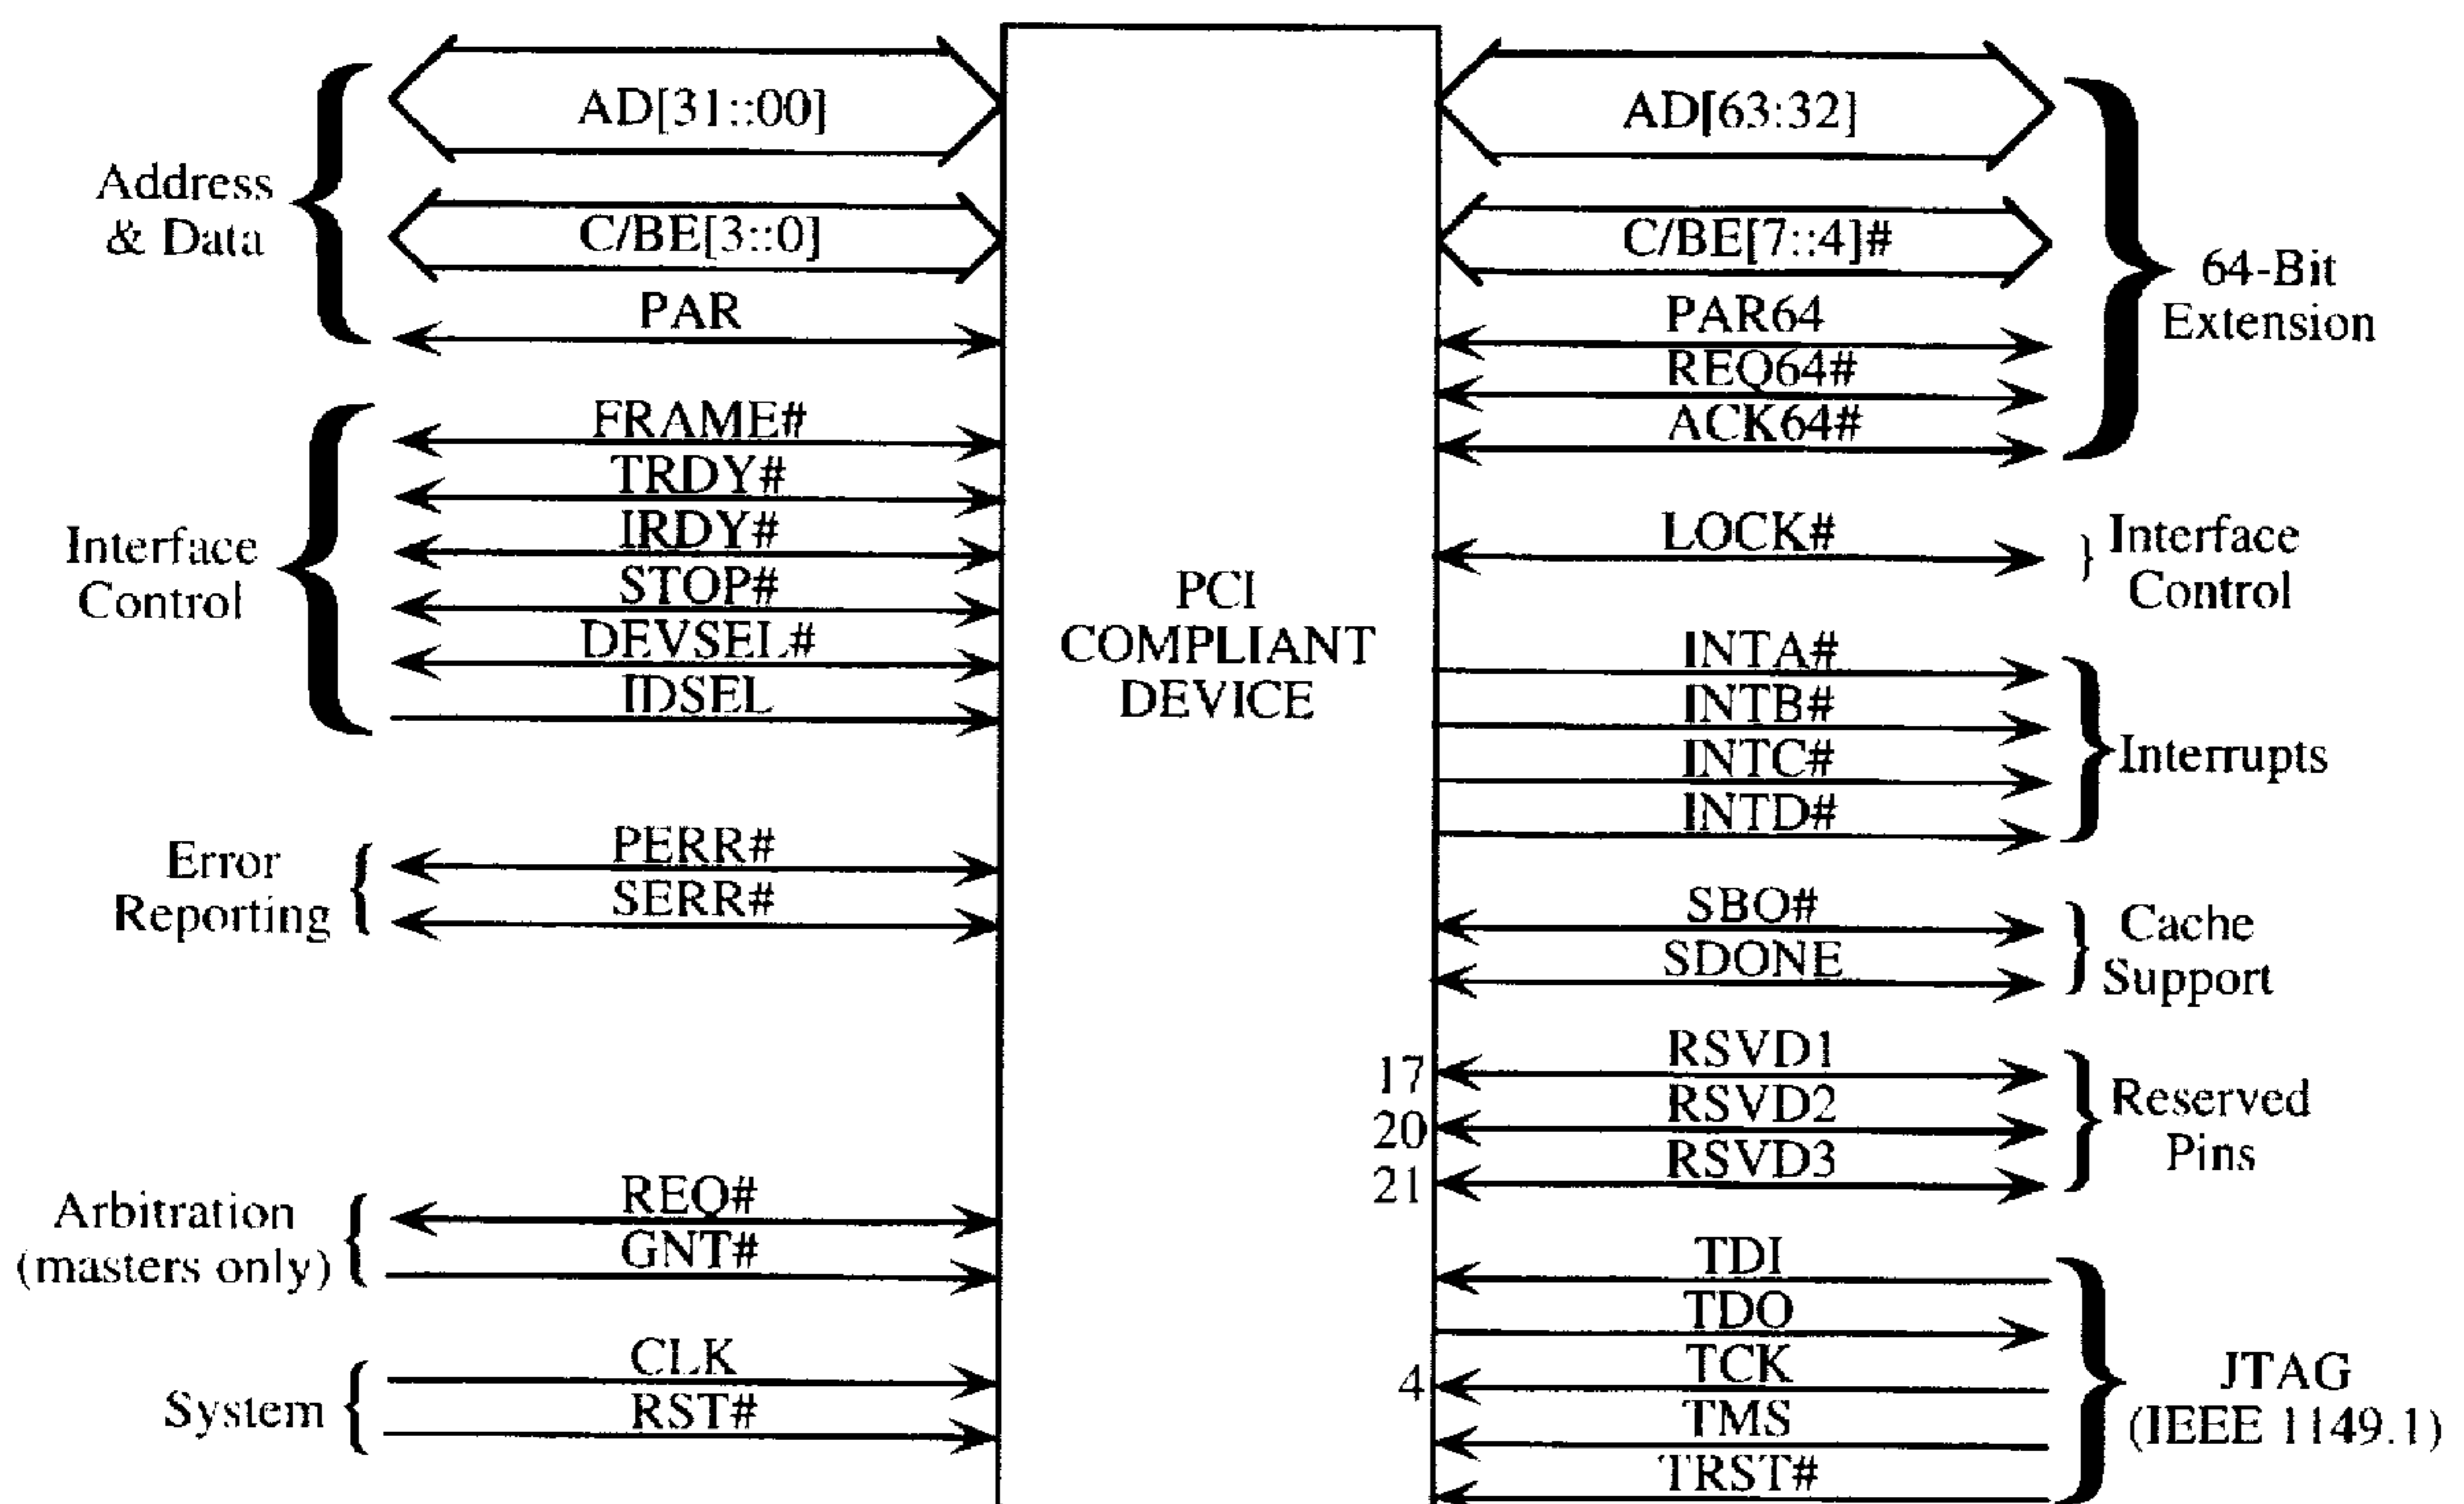 AD[31::00]
C/BE[3::0]
PAR
Address
& Data
FRAME#
TRDY#
IRDY#
STOP#
DEVSEL#
IDSEL
Interface
Control
PERR#
SERR#
Error
Reporting
REQ#
GNT#
Arbitration
(masters only)
CLK
RST#
System
PCI
COMPLIANT
DEVICE
AD[63:32]
C/BE[7::4]#
PAR64
REQ64#
ACK64#
64-Bit
Extension
LOCK#
Interface
Control
INTA#
INTB#
INTC#
INTD#
Interrupts
SBO#
SDONE
Cache
Support
17 RSVD1
20 RSVD2
21 RSVD3
Reserved
Pins
TDI
TDO
4 TCK
TMS
TRST#
JTAG
(IEEE 1149.1)